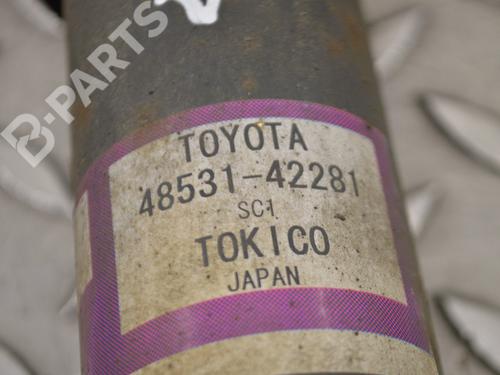 B-PARTS
TOYOTA
48531-42281
SC1
TOKICO
JAPAN